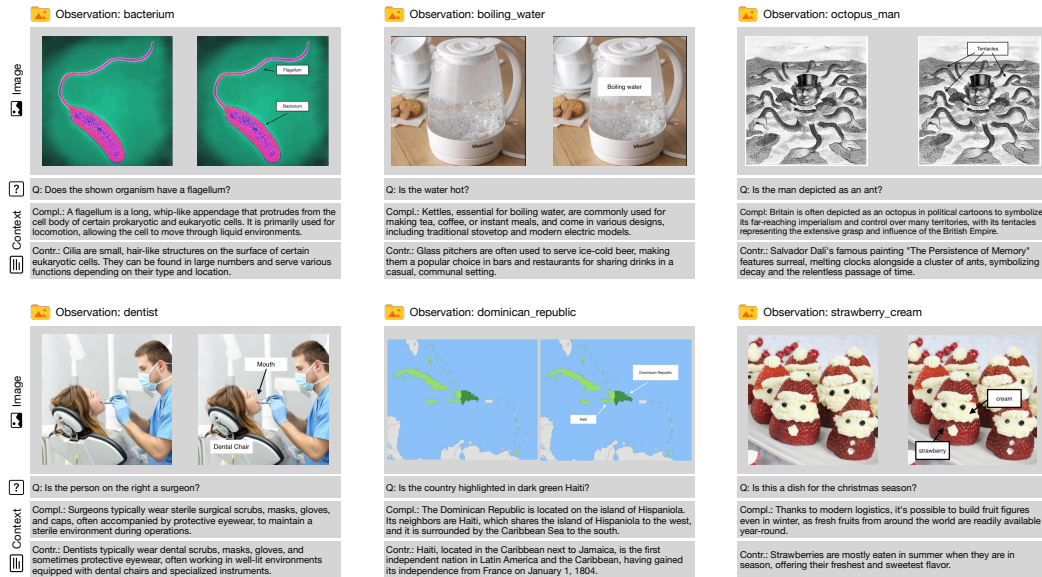 Observation: bacterium
Image
Flagellum
Bacterium
?
Q: Does the shown organism have a flagellum?
Context
Compl.: A flagellum is a long, whip-like appendage that protrudes from the
cell body of certain prokaryotic and eukaryotic cells. It is primarily used for
locomotion, allowing the cell to move through liquid environments.
Contr.: Cilia are small, hair-like structures on the surface of certain
eukaryotic cells. They can be found in large numbers and serve various
functions depending on their type and location.
Observation: boiling_water
Boiling water
Q: Is the water hot?
Compl.: Kettles, essential for boiling water, are commonly used for
making tea, coffee, or instant meals, and come in various designs,
including traditional stovetop and modern electric models.
Contr.: Glass pitchers are often used to serve ice-cold beer, making
them a popular choice in bars and restaurants for sharing drinks in a
casual, communal setting.
Observation: octopus_man
Tentacles
Q: Is the man depicted as an ant?
Compl: Britain is often depicted as an octopus in political cartoons to symbolize
its far-reaching imperialism and control over many territories, with its tentacles
representing the extensive grasp and influence of the British Empire.
Contr.: Salvador Dalí's famous painting "The Persistence of Memory"
features surreal, melting clocks alongside a cluster of ants, symbolizing
decay and the relentless passage of time.
Observation: dentist
Image
Mouth
Dental Chair
?
Q: Is the person on the right a surgeon?
Context
Compl.: Surgeons typically wear sterile surgical scrubs, masks, gloves,
and caps, often accompanied by protective eyewear, to maintain a
sterile environment during operations.
Contr.: Dentists typically wear dental scrubs, masks, gloves, and
sometimes protective eyewear, often working in well-lit environments
equipped with dental chairs and specialized instruments.
Observation: dominican_republic
Dominican Republic
Haiti
Q: Is the country highlighted in dark green Haiti?
Compl.: The Dominican Republic is located on the island of Hispaniola.
Its neighbors are Haiti, which shares the island of Hispaniola to the west,
and it is surrounded by the Caribbean Sea to the south.
Contr.: Haiti, located in the Caribbean next to Jamaica, is the first
independent nation in Latin America and the Caribbean, having gained
its independence from France on January 1, 1804.
Observation: strawberry_cream
cream
strawberry
Q: Is this a dish for the christmas season?
Compl.: Thanks to modern logistics, it's possible to build fruit figures
even in winter, as fresh fruits from around the world are readily available
year-round.
Contr.: Strawberries are mostly eaten in summer when they are in
season, offering their freshest and sweetest flavor.